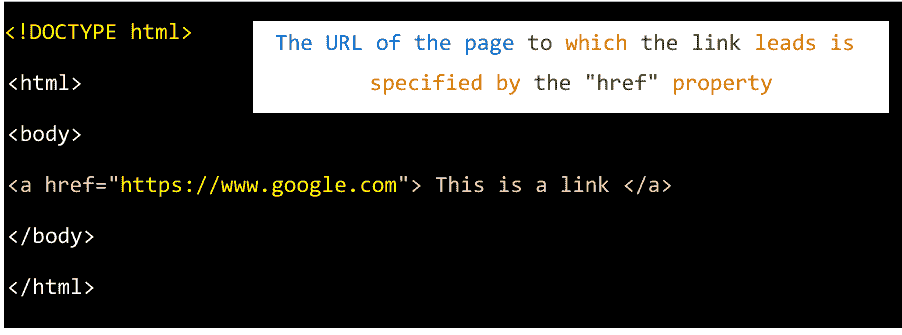 <!DOCTYPE html>
The URL of the page to which the link leads is
specified by the "href" property
<html>
<body>
<a href="https://www.google.com"> This is a link </a>
</body>
</html>